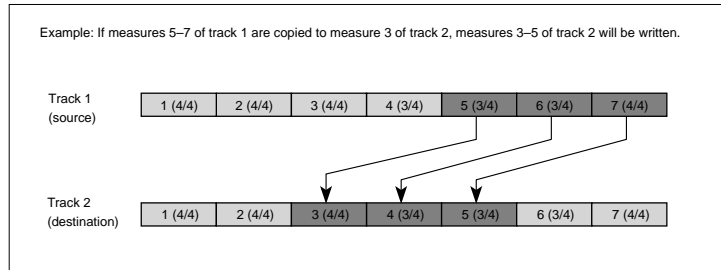 Example: If measures 5–7 of track 1 are copied to measure 3 of track 2, measures 3–5 of track 2 will be written.
Track 1
(source)
1 (4/4) 2 (4/4) 3 (4/4) 4 (3/4) 5 (3/4) 6 (3/4) 7 (4/4)
Track 2
(destination)
1 (4/4) 2 (4/4) 3 (4/4) 4 (3/4) 5 (3/4) 6 (3/4) 7 (4/4)